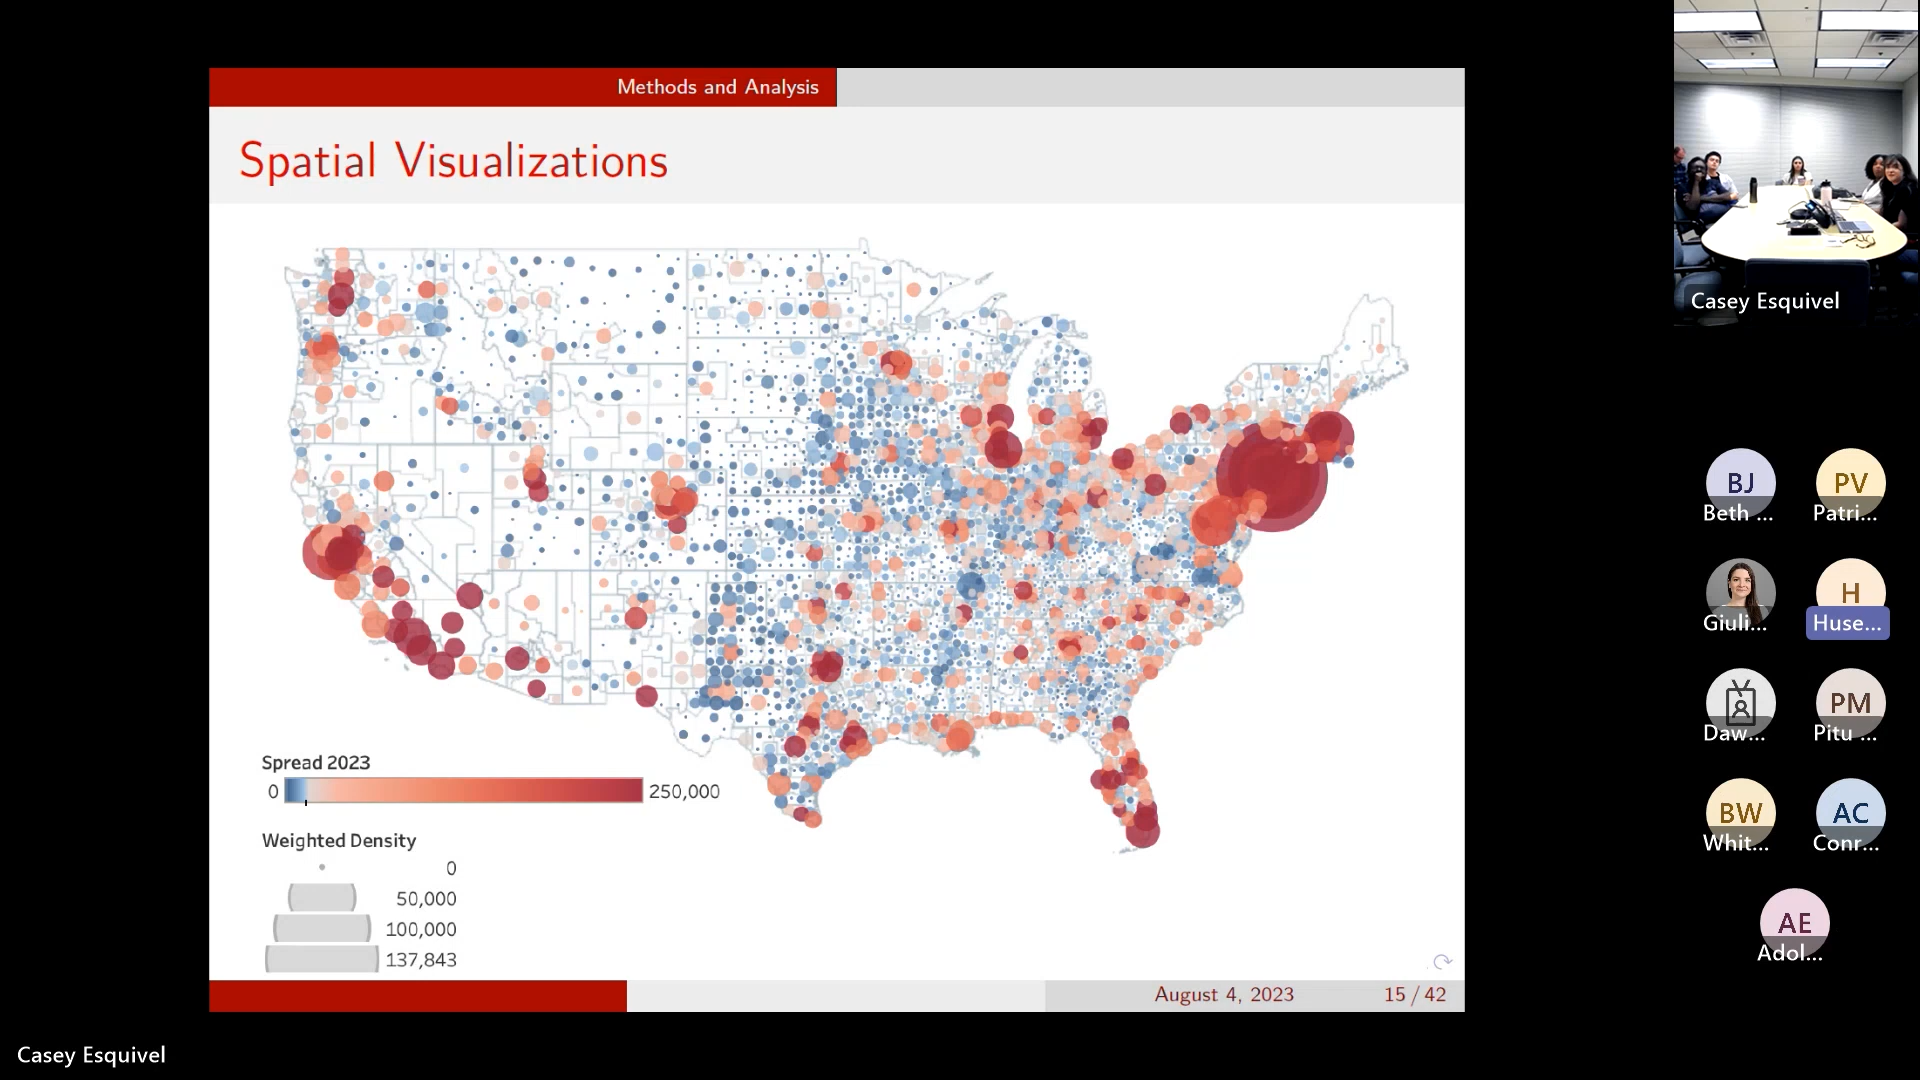 Methods and Analysis
Spatial Visualizations
Spread 2023
0 250,000
Weighted Density
0
50,000
100,000
137,843
August 4, 2023 15 / 42
Casey Esquivel
Casey Esquivel
BJ
Beth ...
PV
Patri...
Giuli...
H
Huse...
Daw...
PM
Pitu ...
BW
Whit...
AC
Conr...
AE
Adol...